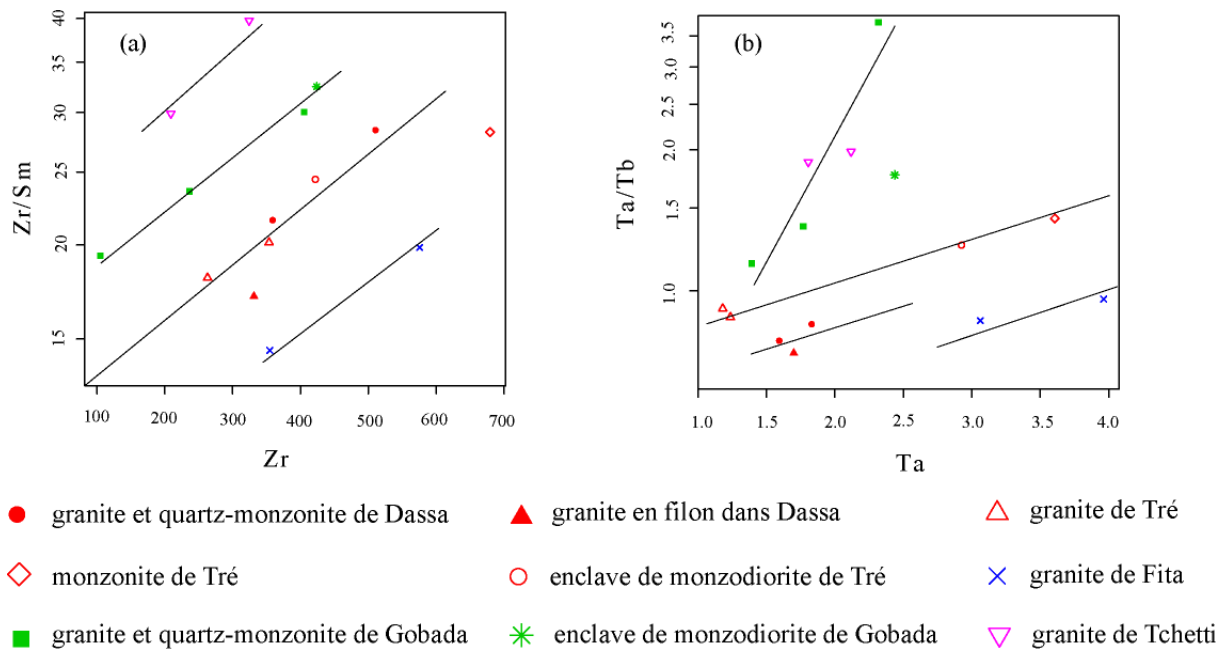 (a)
40
35
30
25
20
15
Zr/Sm
100 200 300 400 500 600 700
Zr
(b)
3.5
3.0
2.5
2.0
1.5
1.0
Ta/Tb
1.0 1.5 2.0 2.5 3.0 3.5 4.0
Ta
granite et quartz-monzonite de Dassa
granite en filon dans Dassa
granite de Tré
monzonite de Tré
enclave de monzodiorite de Tré
granite de Fita
granite et quartz-monzonite de Gobada
enclave de monzodiorite de Gobada
granite de Tchetti